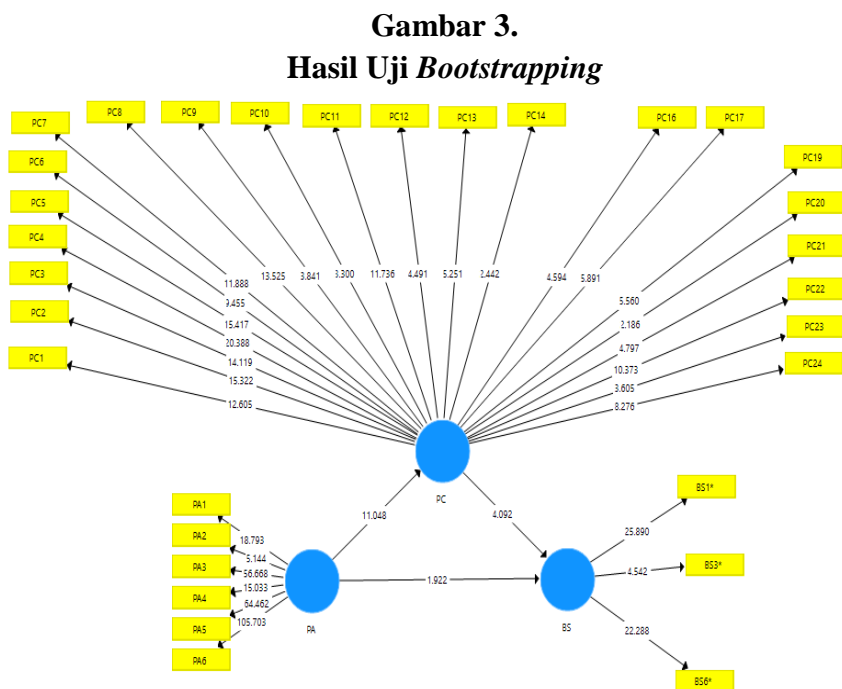 Gambar 3.
Hasil Uji Bootstrapping
PC7
PC8
PC9
PC10
PC11
PC12
PC13
PC14
PC16
PC17
PC6
PC5
PC4
PC3
PC2
PC1
PC19
PC20
PC21
PC22
PC23
PC24
11.888
13.525
3.841
3.300
11.736
4.491
5.251
2.442
4.594
5.891
9.455
15.417
20.388
14.119
15.322
12.605
5.560
2.186
4.797
10.373
3.605
8.276
PC
11.048
4.092
PA1
PA2
PA3
PA4
PA5
PA6
18.793
5.144
56.668
15.033
64.462
105.703
PA
1.922
BS
BS1*
BS3*
BS6*
25.890
4.542
22.288